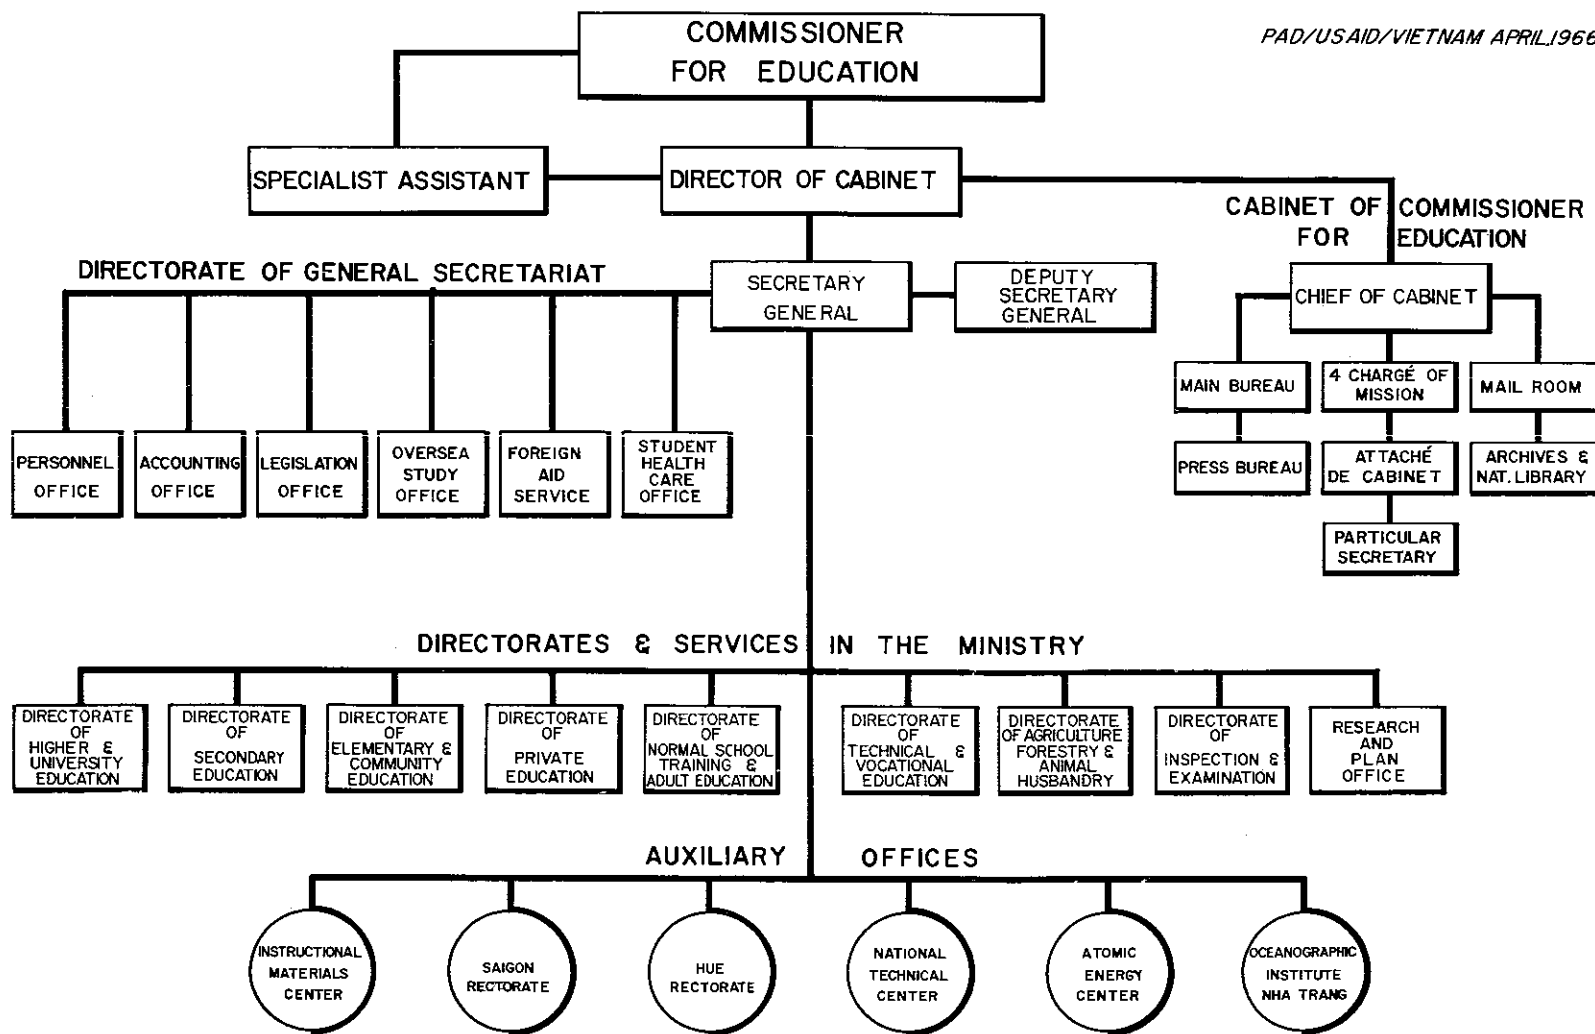 COMMISSIONER
FOR EDUCATION
PAD/USAID/VIETNAM APRIL,1966
SPECIALIST ASSISTANT
DIRECTOR OF CABINET
CABINET OF COMMISSIONER
FOR EDUCATION
DIRECTORATE OF GENERAL SECRETARIAT
SECRETARY
GENERAL
DEPUTY
SECRETARY
GENERAL
CHIEF OF CABINET
MAIN BUREAU
4 CHARGÉ OF
MISSION
MAIL ROOM
PERSONNEL
OFFICE
ACCOUNTING
OFFICE
LEGISLATION
OFFICE
OVERSEA
STUDY
OFFICE
FOREIGN
AID
SERVICE
STUDENT
HEALTH
CARE
OFFICE
PRESS BUREAU
ATTACHÉ
DE CABINET
ARCHIVES &
NAT. LIBRARY
PARTICULAR
SECRETARY
DIRECTORATES & SERVICES IN THE MINISTRY
DIRECTORATE
OF
HIGHER &
UNIVERSITY
EDUCATION
DIRECTORATE
OF
SECONDARY
EDUCATION
DIRECTORATE
OF
ELEMENTARY &
COMMUNITY
EDUCATION
DIRECTORATE
OF
PRIVATE
EDUCATION
DIRECTORATE
OF
NORMAL SCHOOL
TRAINING &
ADULT EDUCATION
DIRECTORATE
OF
TECHNICAL &
VOCATIONAL
EDUCATION
DIRECTORATE
OF AGRICULTURE
FORESTRY &
ANIMAL
HUSBANDRY
DIRECTORATE
OF
INSPECTION &
EXAMINATION
RESEARCH
AND
PLAN
OFFICE
AUXILIARY OFFICES
INSTRUCTIONAL
MATERIALS
CENTER
SAIGON
RECTORATE
HUE
RECTORATE
NATIONAL
TECHNICAL
CENTER
ATOMIC
ENERGY
CENTER
OCEANOGRAPHIC
INSTITUTE
NHA TRANG